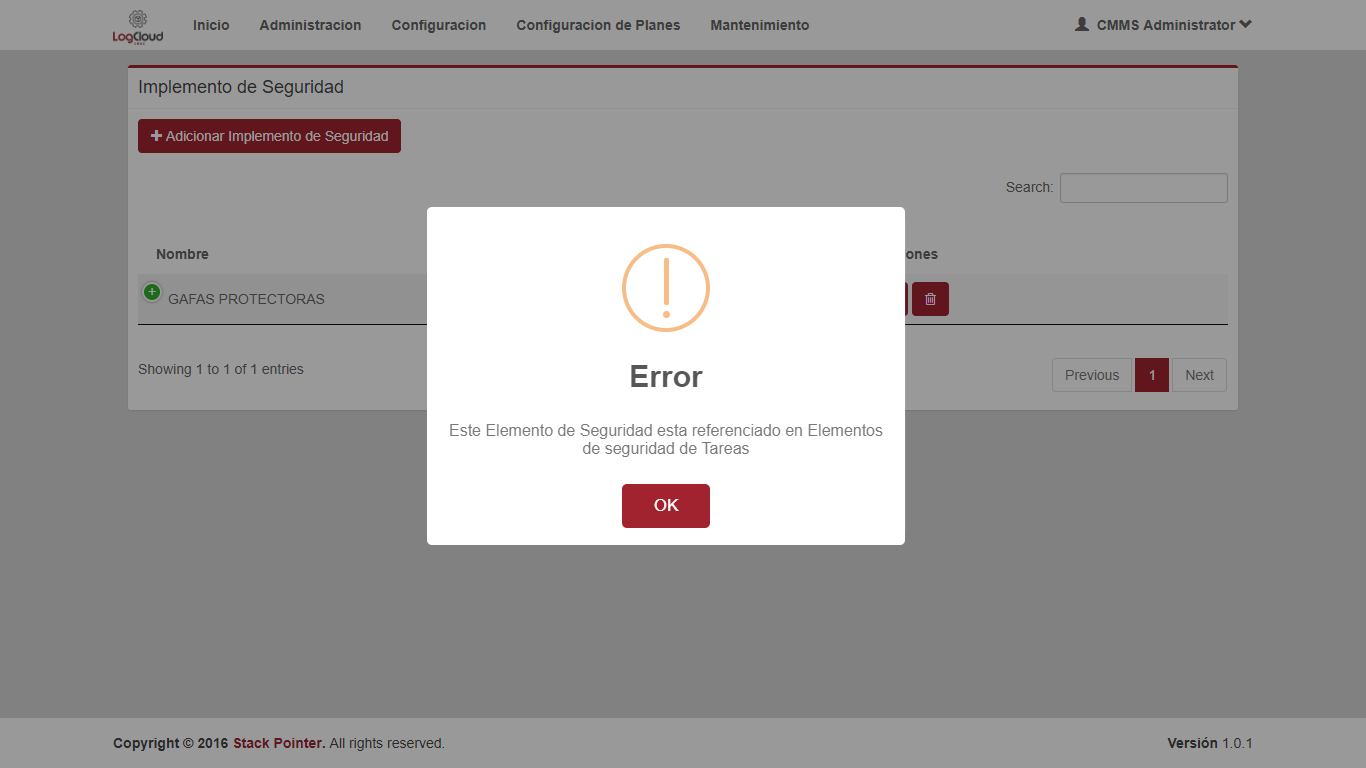 LogCloud
Inicio Administracion Configuracion Configuracion de Planes Mantenimiento CMMS Administrator
Implemento de Seguridad
Adicionar Implemento de Seguridad
Search:
Nombre ones
GAFAS PROTECTORAS
Showing 1 to 1 of 1 entries
Previous 1 Next
Error
Este Elemento de Seguridad esta referenciado en Elementos
de seguridad de Tareas
OK
Copyright © 2016 Stack Pointer. All rights reserved.
Versión 1.0.1